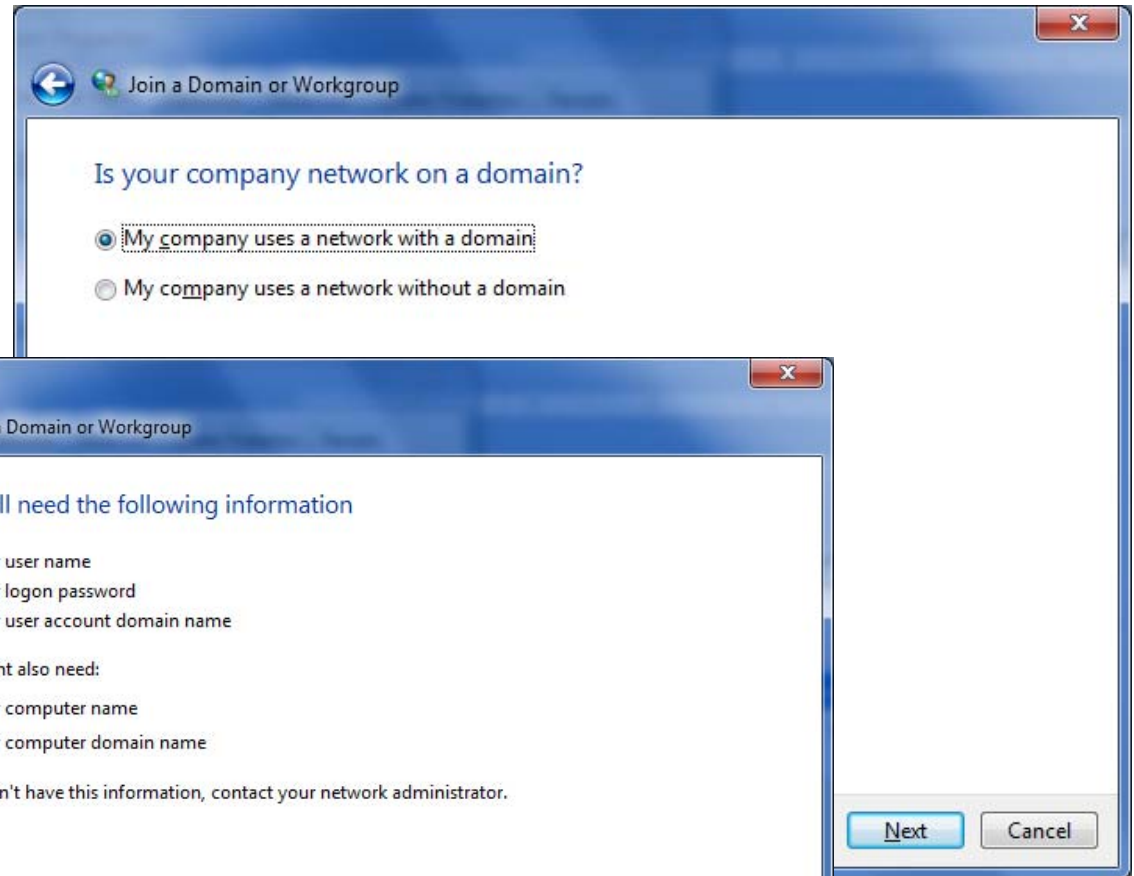 x
Join a Domain or Workgroup
Is your company network on a domain?
My company uses a network with a domain
My company uses a network without a domain
x
Domain or Workgroup
need the following information
user name
logon password
user account domain name
also need:
computer name
computer domain name
have this information, contact your network administrator.
Next
Cancel